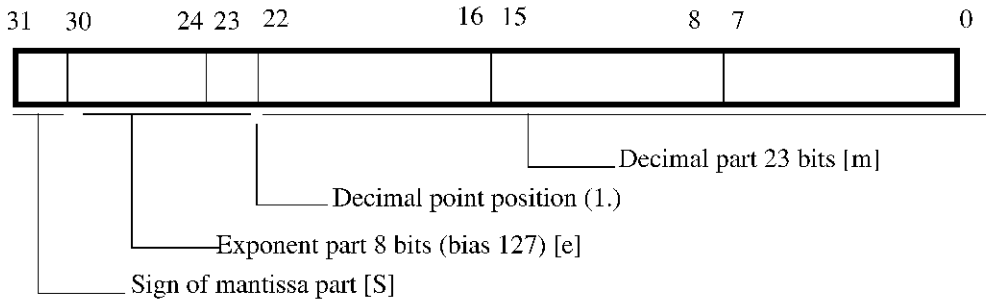 31 30 24 23 22 16 15 8 7 0
Decimal part 23 bits [m]
Decimal point position (1.)
Exponent part 8 bits (bias 127) [e]
Sign of mantissa part [S]